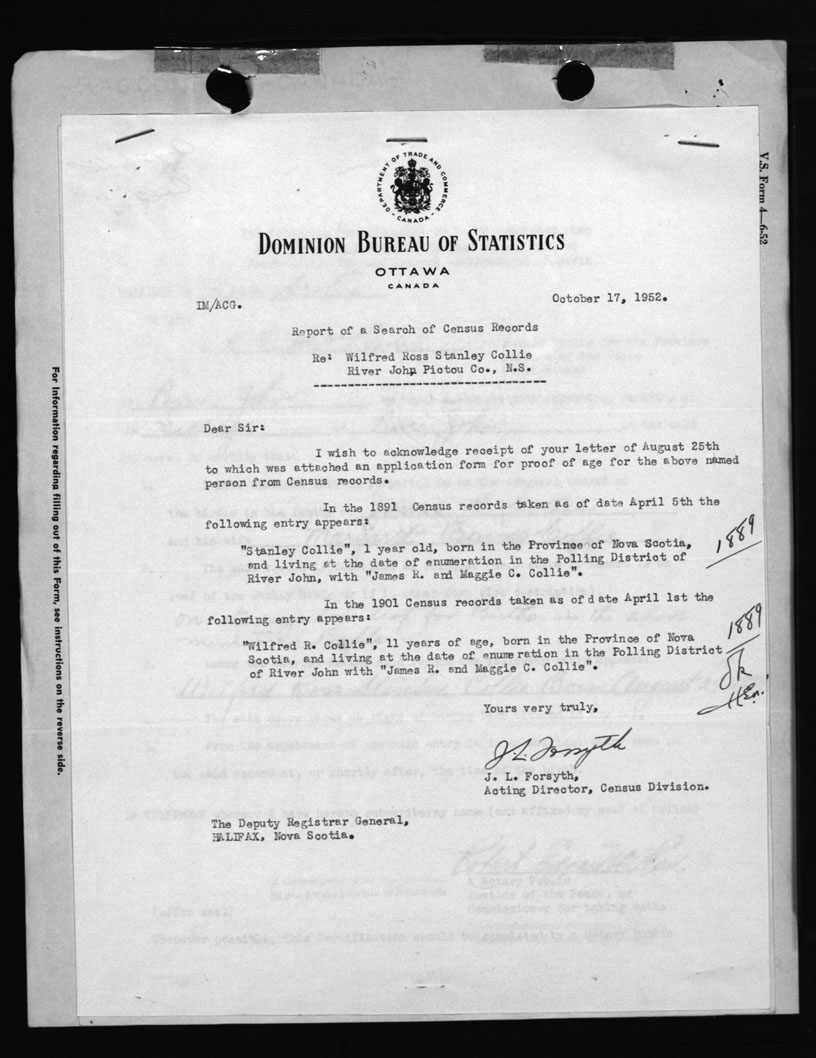 V.S. Form 4—6-52
DEPARTMENT OF TRADE AND COMMERCE
CANADA
DOMINION BUREAU OF STATISTICS
OTTAWA
CANADA
IM/ACG.
October 17, 1952.
Report of a Search of Census Records
Re: Wilfred Ross Stanley Collie
River John Pictou Co., N.S.
----------------------------------
Dear Sir:
I wish to acknowledge receipt of your letter of August 25th
to which was attached an application form for proof of age for the above named
person from Census records.
In the 1891 Census records taken as of date April 5th the
following entry appears:
"Stanley Collie", 1 year old, born in the Province of Nova Scotia,
and living at the date of enumeration in the Polling District of
River John, with "James R. and Maggie C. Collie".
1889
In the 1901 Census records taken as of date April 1st the
following entry appears:
"Wilfred R. Collie", 11 years of age, born in the Province of Nova
Scotia, and living at the date of enumeration in the Polling District
of River John with "James R. and Maggie C. Collie".
1889
Ok
Yours very truly,
J. L. Forsyth
J. L. Forsyth,
Acting Director, Census Division.
The Deputy Registrar General,
HALIFAX, Nova Scotia.
For information regarding filling out of this Form, see instructions on the reverse side.